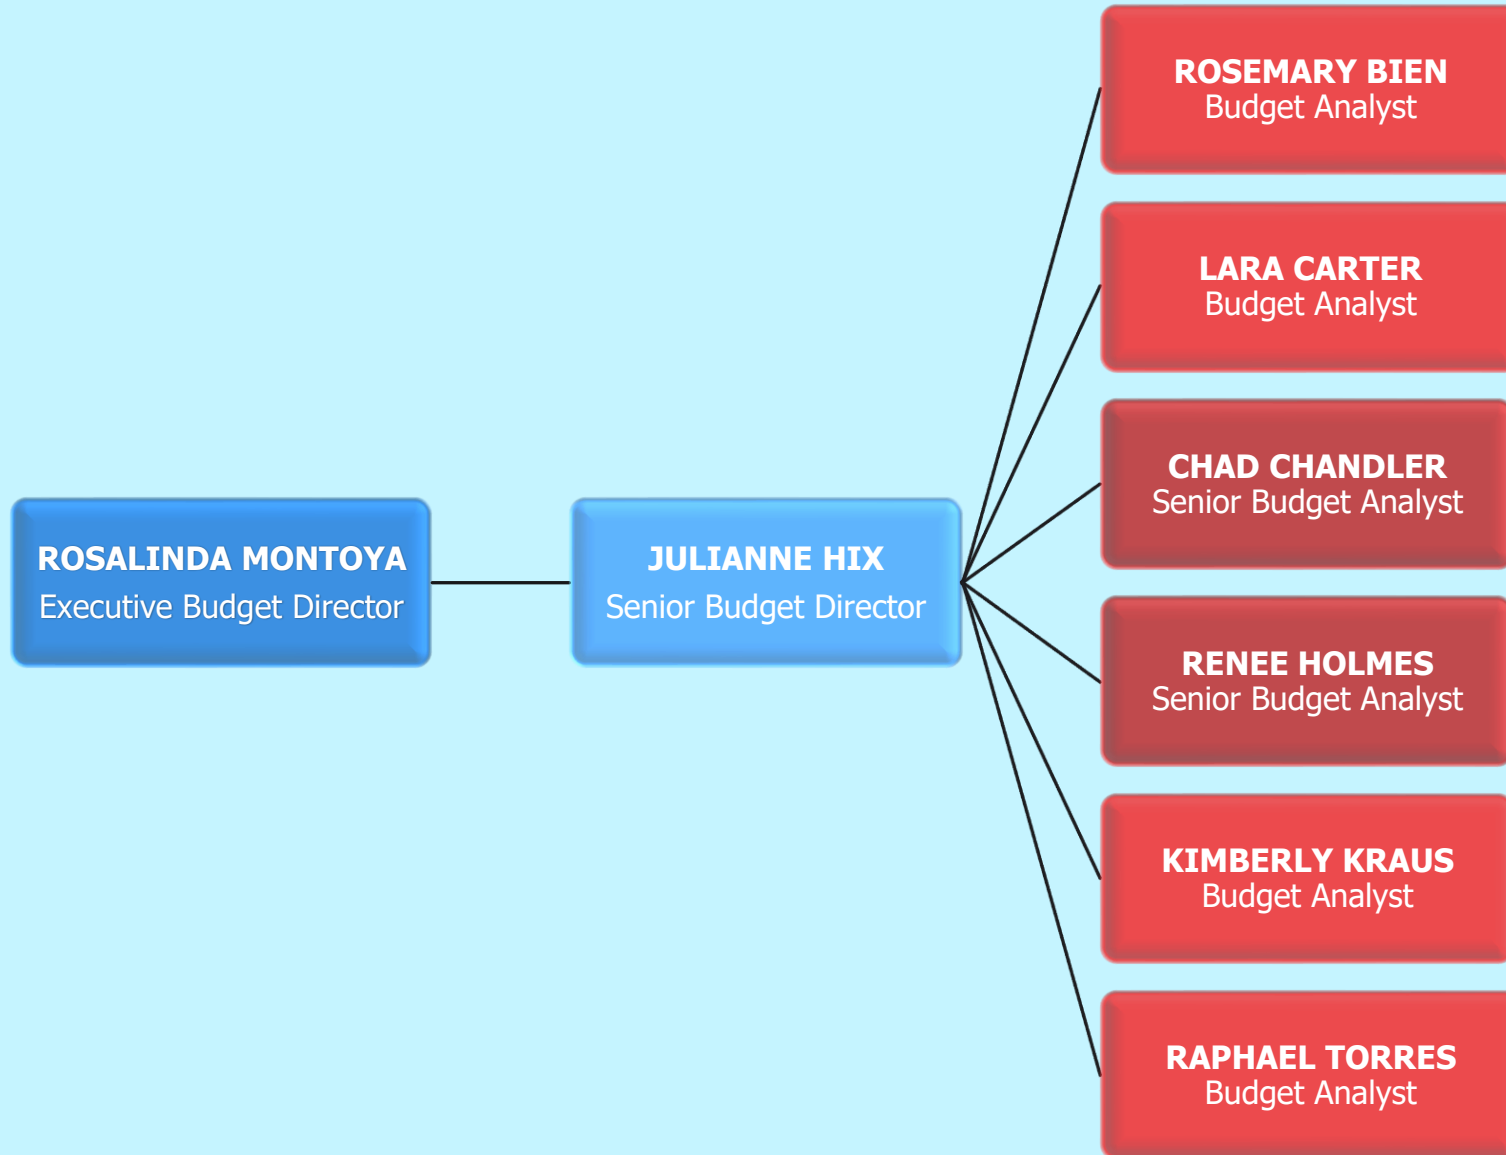 ROSEMARY BIEN
Budget Analyst
LARA CARTER
Budget Analyst
CHAD CHANDLER
Senior Budget Analyst
ROSALINDA MONTOYA
Executive Budget Director
JULIANNE HIX
Senior Budget Director
RENEE HOLMES
Senior Budget Analyst
KIMBERLY KRAUS
Budget Analyst
RAPHAEL TORRES
Budget Analyst